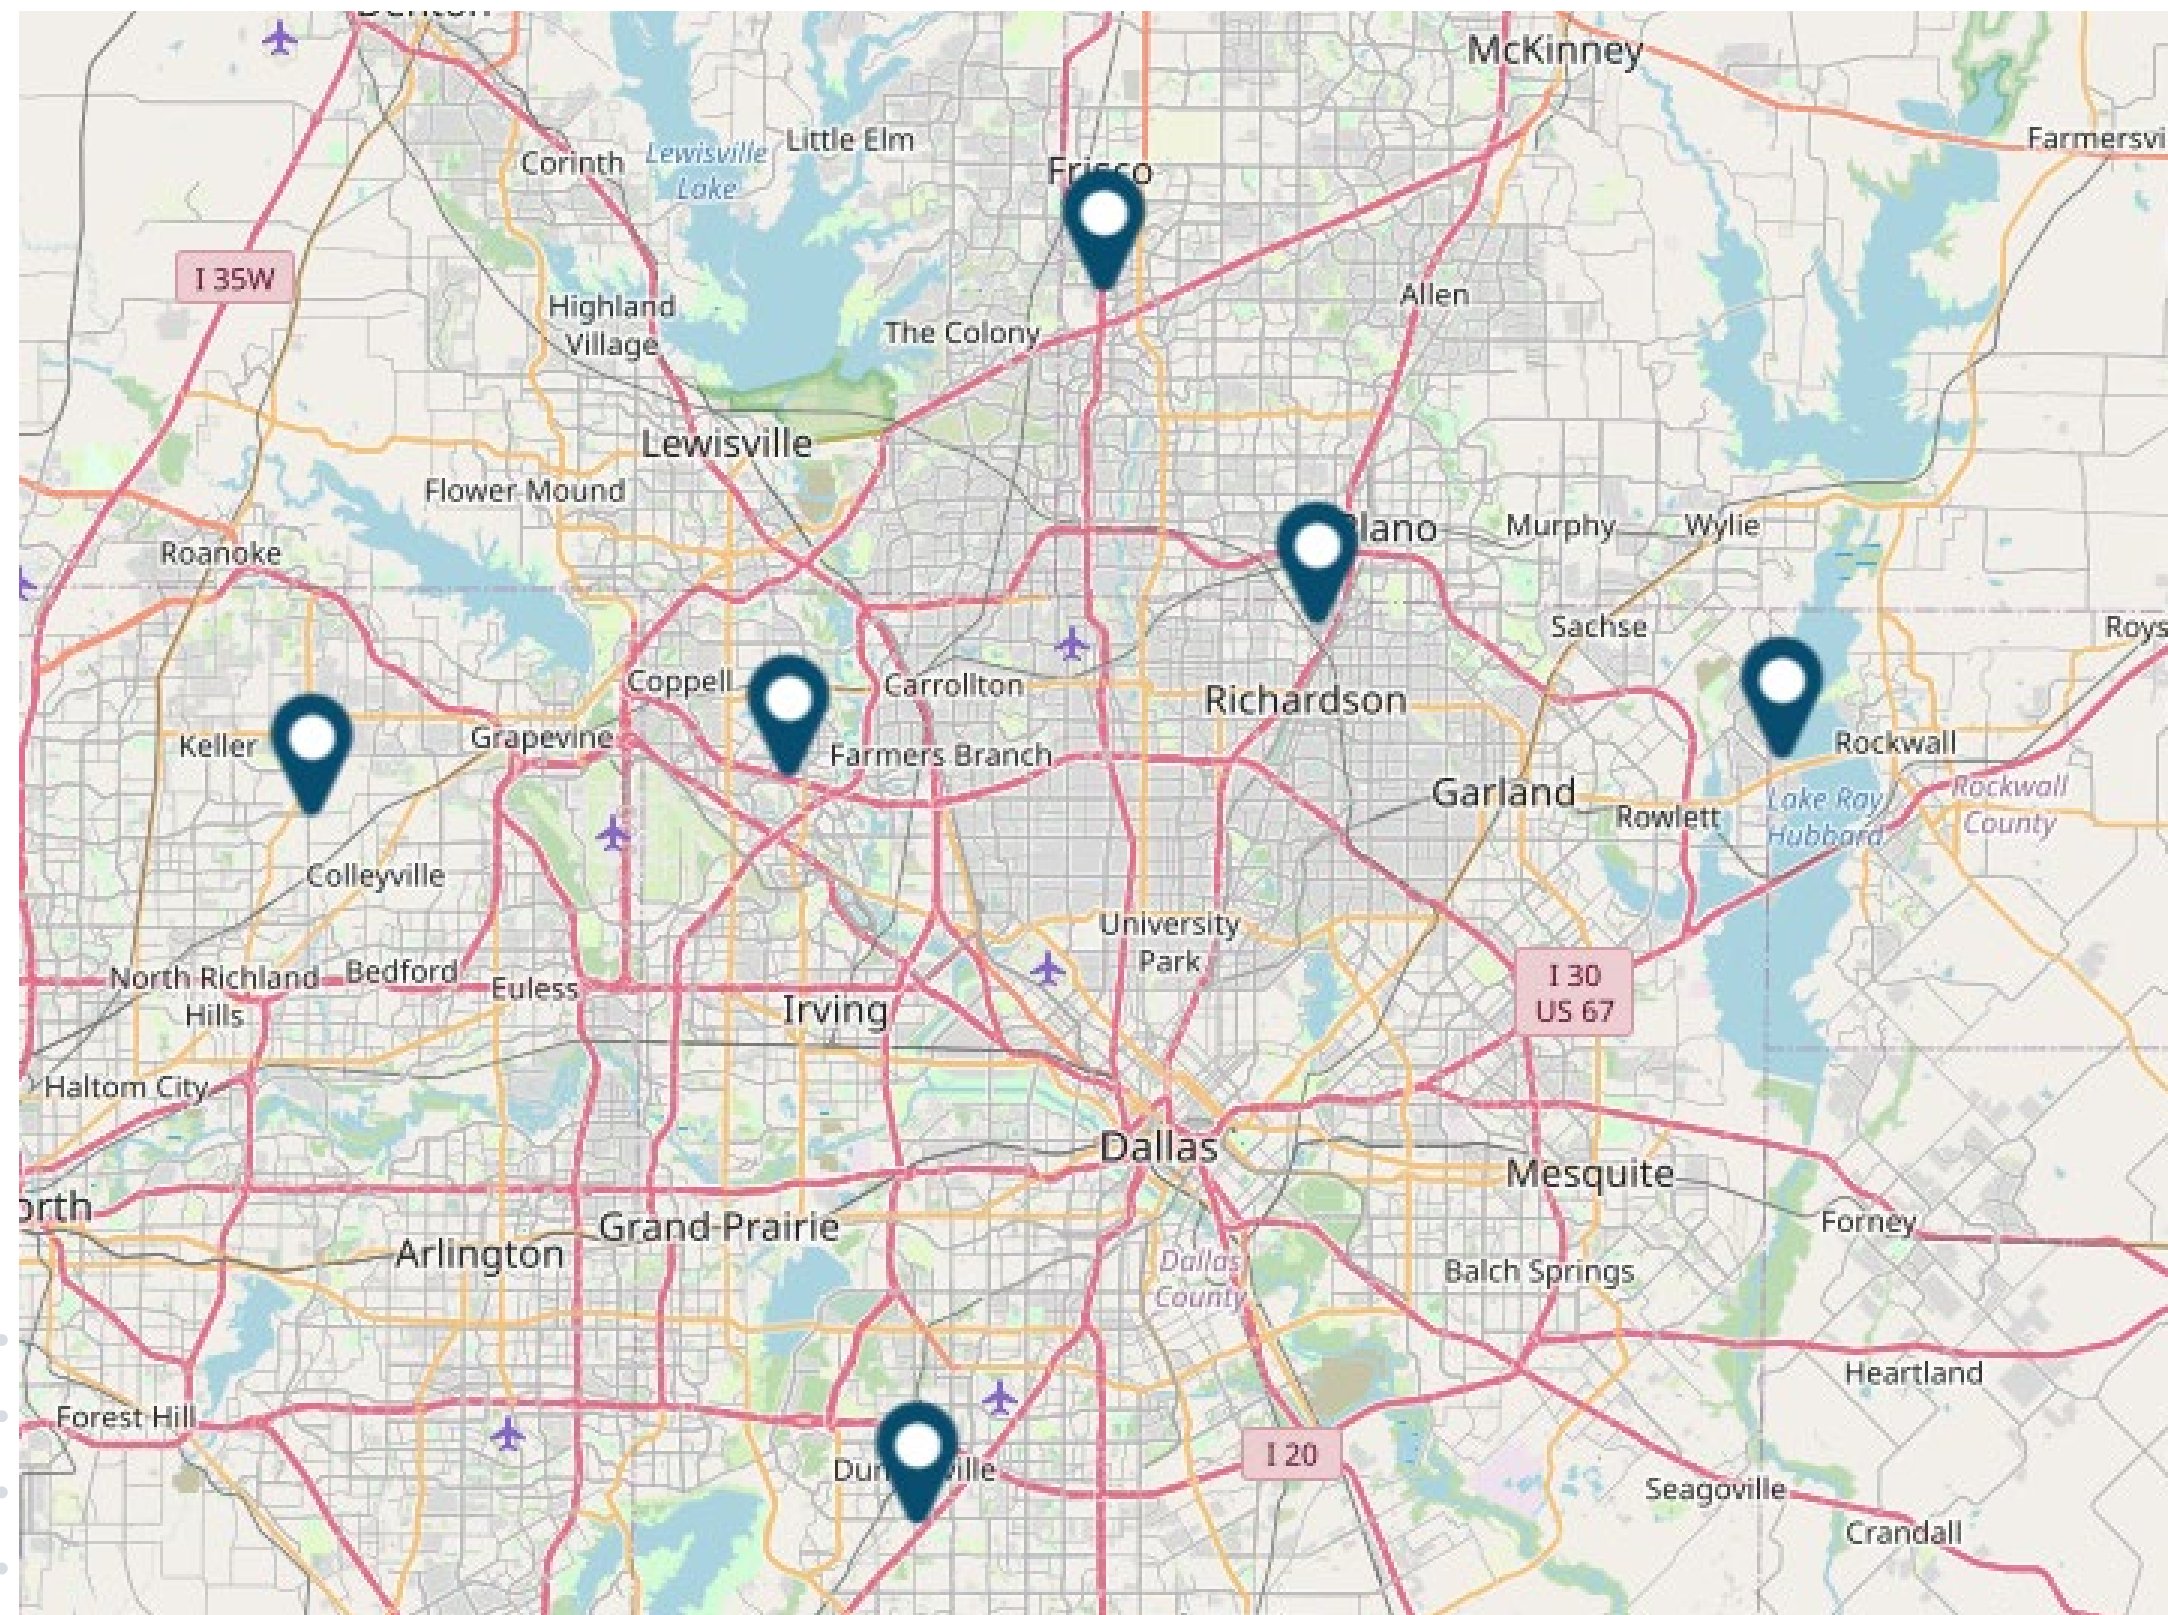 Denton
McKinney
Little Elm
Farmersvi
Corinth
Lewisville
Lake
Frisco
I 35W
Highland
Village
The Colony
Allen
Lewisville
Flower Mound
Plano
Murphy
Wylie
Roanoke
Sachse
Roys
Coppell
Carrollton
Richardson
Keller
Grapevine
Farmers Branch
Rockwall
Garland
Rowlett
Lake Ray
Hubbard
Rockwall
County
Colleyville
University
Park
North Richland
Hills
Bedford
Euless
Irving
I 30
US 67
Haltom City
Dallas
Mesquite
orth
Grand Prairie
Arlington
Forney
Dallas
County
Balch Springs
Heartland
Forest Hill
I 20
Seagoville
Crandall